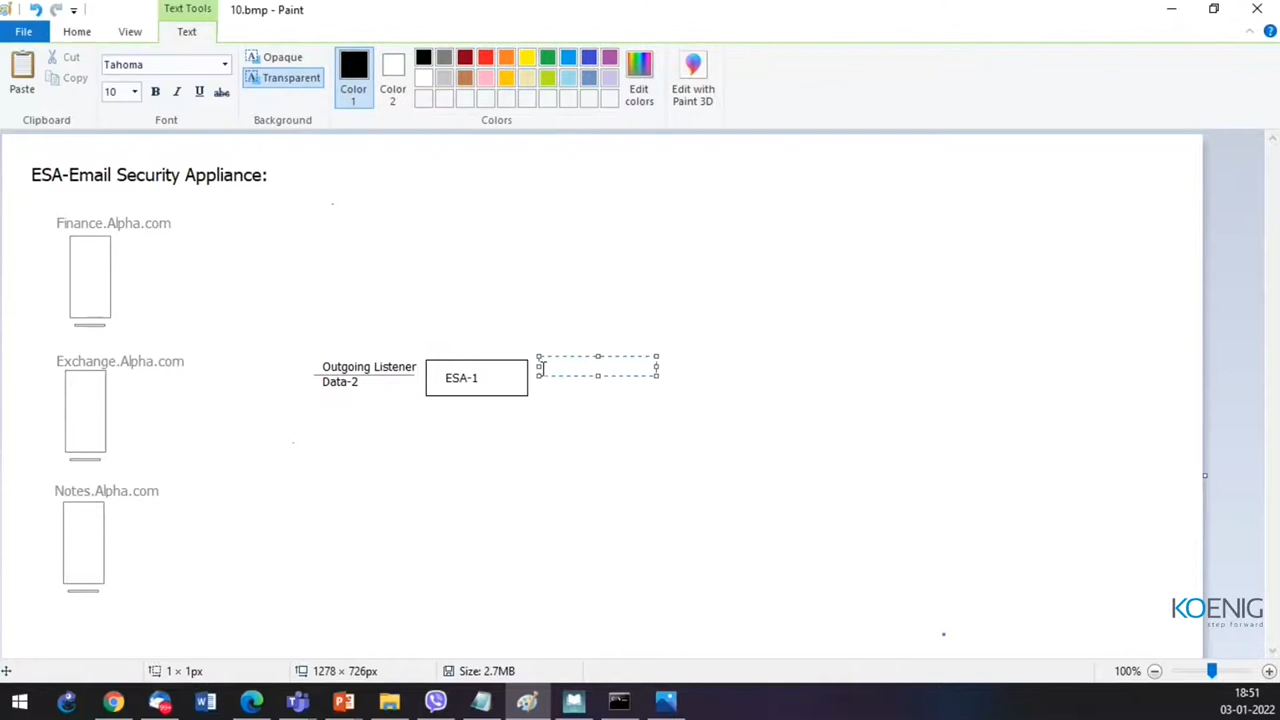 Text Tools
10.bmp - Paint
File
Home
View
Text
Paste
Cut
Copy
Clipboard
Tahoma
10
B I U abc
Font
Opaque
Transparent
Background
Color 1
Color 2
Edit colors
Colors
Edit with Paint 3D
ESA-Email Security Appliance:
Finance.Alpha.com
Exchange.Alpha.com
Outgoing Listener
Data-2
ESA-1
Notes.Alpha.com
KOENIG
step forward
1 × 1px
1278 × 726px
Size: 2.7MB
100%
18:51
03-01-2022